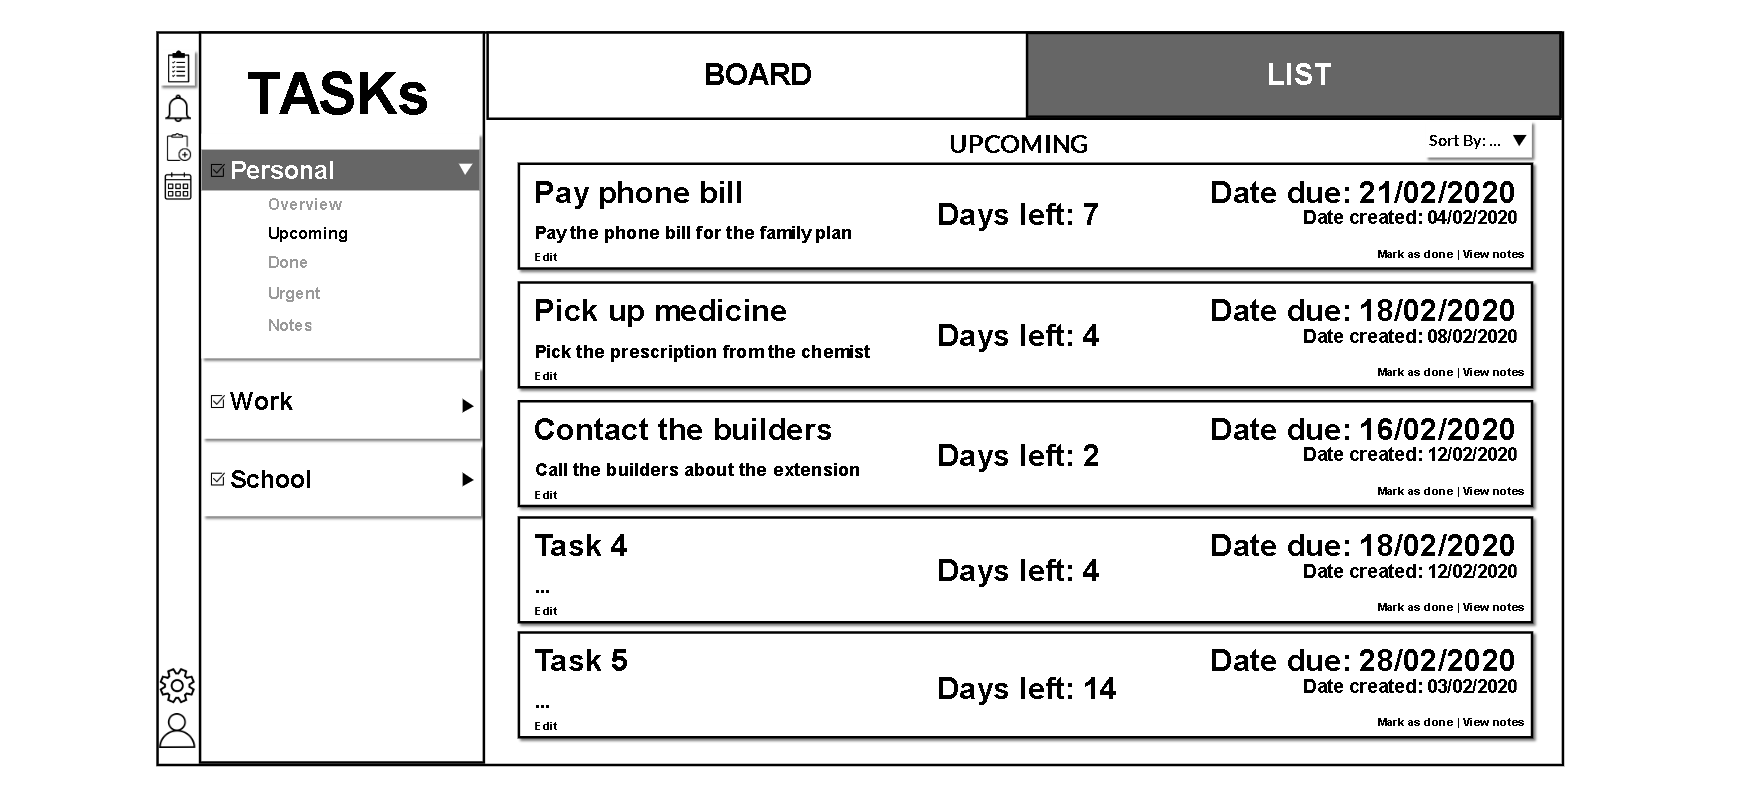 TASKs
Personal
Overview
Upcoming
Done
Urgent
Notes
Work
School
BOARD
LIST
UPCOMING
Sort By: ...
Pay phone bill
Pay the phone bill for the family plan
Edit
Days left: 7
Date due: 21/02/2020
Date created: 04/02/2020
Mark as done | View notes
Pick up medicine
Pick the prescription from the chemist
Edit
Days left: 4
Date due: 18/02/2020
Date created: 08/02/2020
Mark as done | View notes
Contact the builders
Call the builders about the extension
Edit
Days left: 2
Date due: 16/02/2020
Date created: 12/02/2020
Mark as done | View notes
Task 4
...
Edit
Days left: 4
Date due: 18/02/2020
Date created: 12/02/2020
Mark as done | View notes
Task 5
...
Edit
Days left: 14
Date due: 28/02/2020
Date created: 03/02/2020
Mark as done | View notes